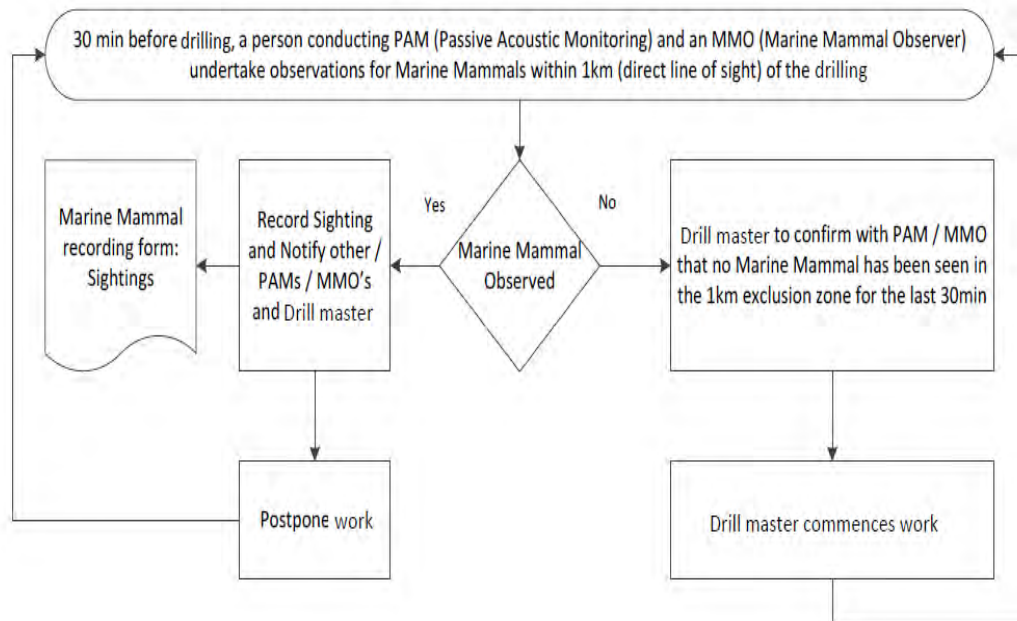 30 min before drilling, a person conducting PAM (Passive Acoustic Monitoring) and an MMO (Marine Mammal Observer)
undertake observations for Marine Mammals within 1km (direct line of sight) of the drilling
Marine Mammal
recording form:
Sightings
Record Sighting
and Notify other /
PAMs / MMO's
and Drill master
Yes
Marine Mammal
Observed
No
Drill master to confirm with PAM / MMO
that no Marine Mammal has been seen in
the 1km exclusion zone for the last 30min
Postpone work
Drill master commences work